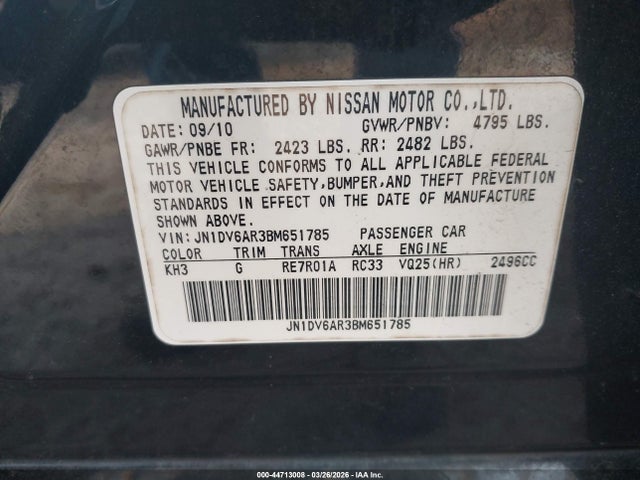 MANUFACTURED BY NISSAN MOTOR CO.,LTD.
DATE: 09/10 GVWR/PNBV: 4795 LBS.
GAWR/PNBE FR: 2423 LBS. RR: 2482 LBS.
THIS VEHICLE CONFORMS TO ALL APPLICABLE FEDERAL
MOTOR VEHICLE SAFETY,BUMPER,AND THEFT PREVENTION
STANDARDS IN EFFECT ON THE DATE OF MANUFACTURE
SHOWN ABOVE.
VIN: JN1DV6AR3BM651785 PASSENGER CAR
COLOR TRIM TRANS AXLE ENGINE
KH3 G RE7R01A RC33 VQ25(HR) 2496CC
JN1DV6AR3BM651785
000-44713008 | 03/26/2026 | IAA Inc.